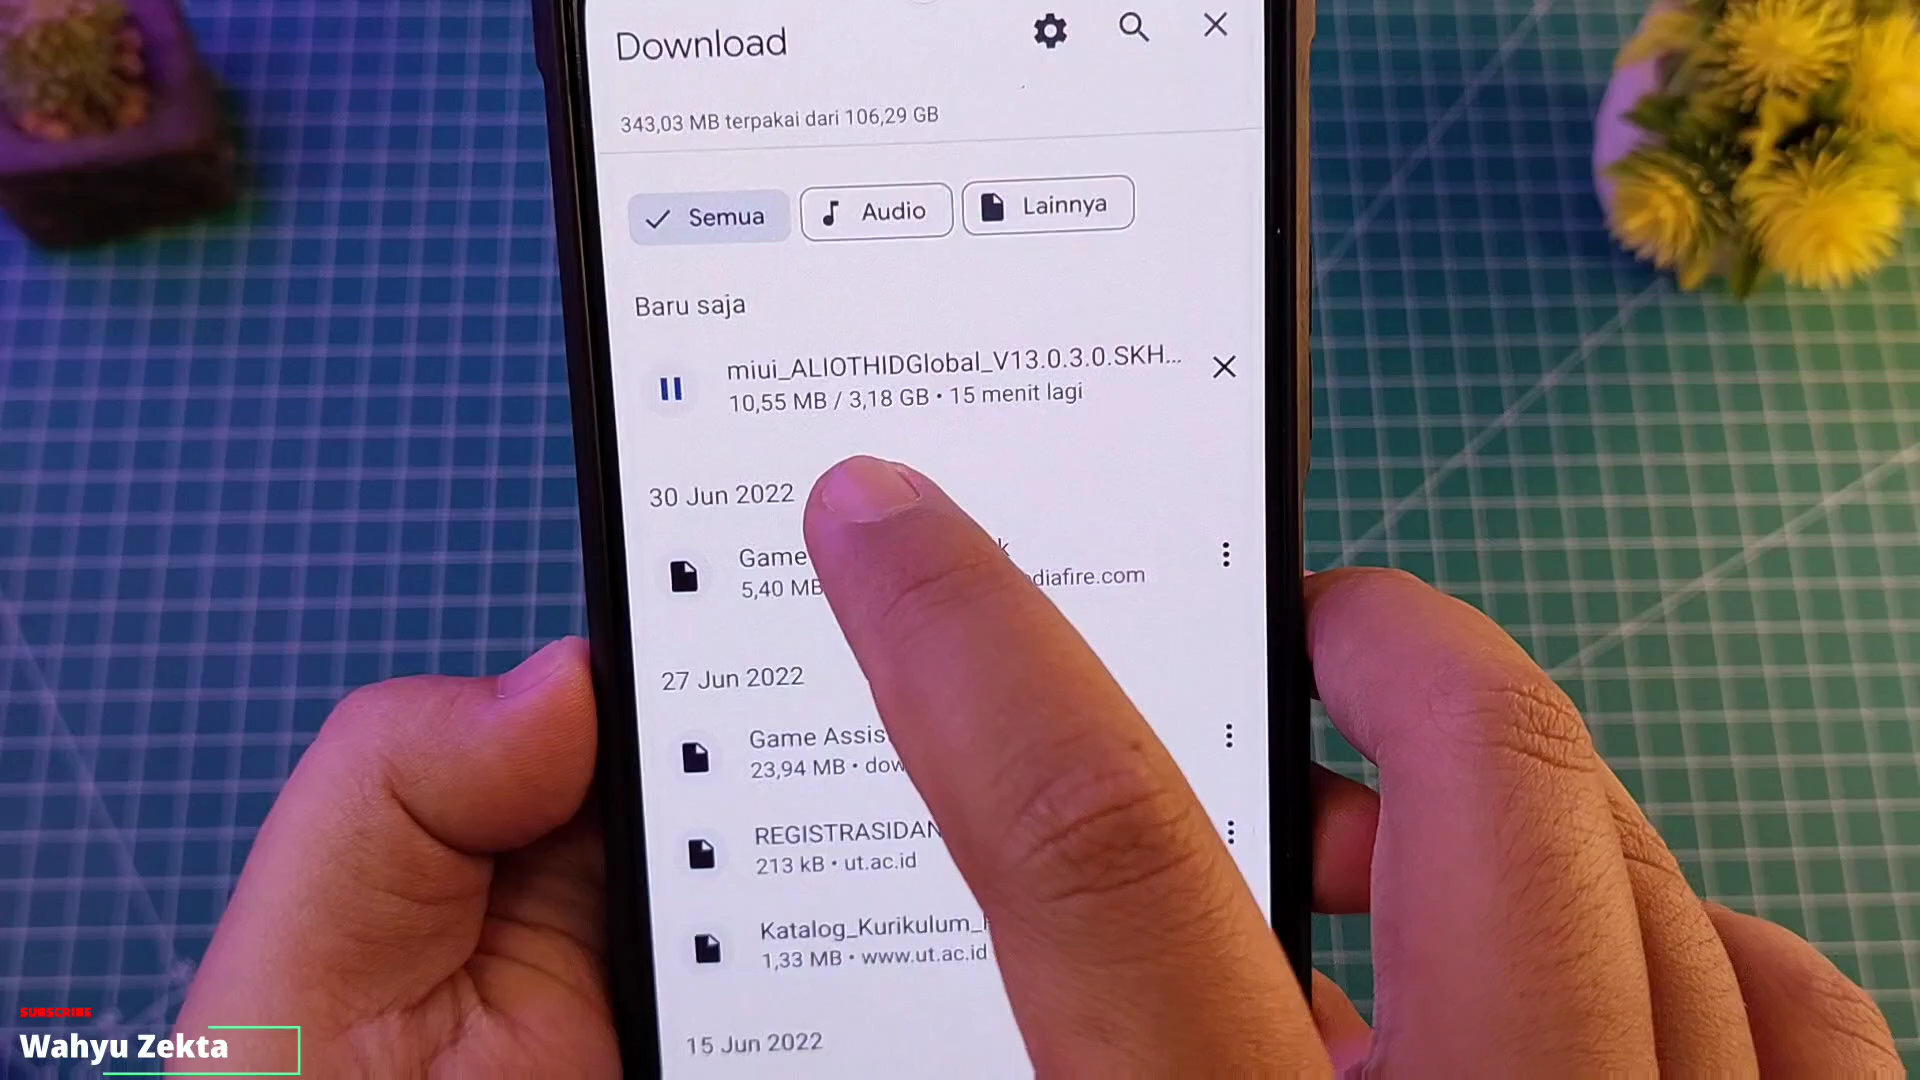 Download
343,03 MB terpakai dari 106,29 GB
Semua
Audio
Lainnya
Baru saja
miui_ALIOTHIDGlobal_V13.0.3.0.SKH...
10,55 MB / 3,18 GB • 15 menit lagi
30 Jun 2022
Game
5,40 MB
27 Jun 2022
Game Assis
23,94 MB •
REGISTRASIDAN
213 kB • ut.ac.id
Katalog_Kurikulum_
1,33 MB • www.ut.ac.id
15 Jun 2022
SUBSCRIBE
Wahyu Zekta